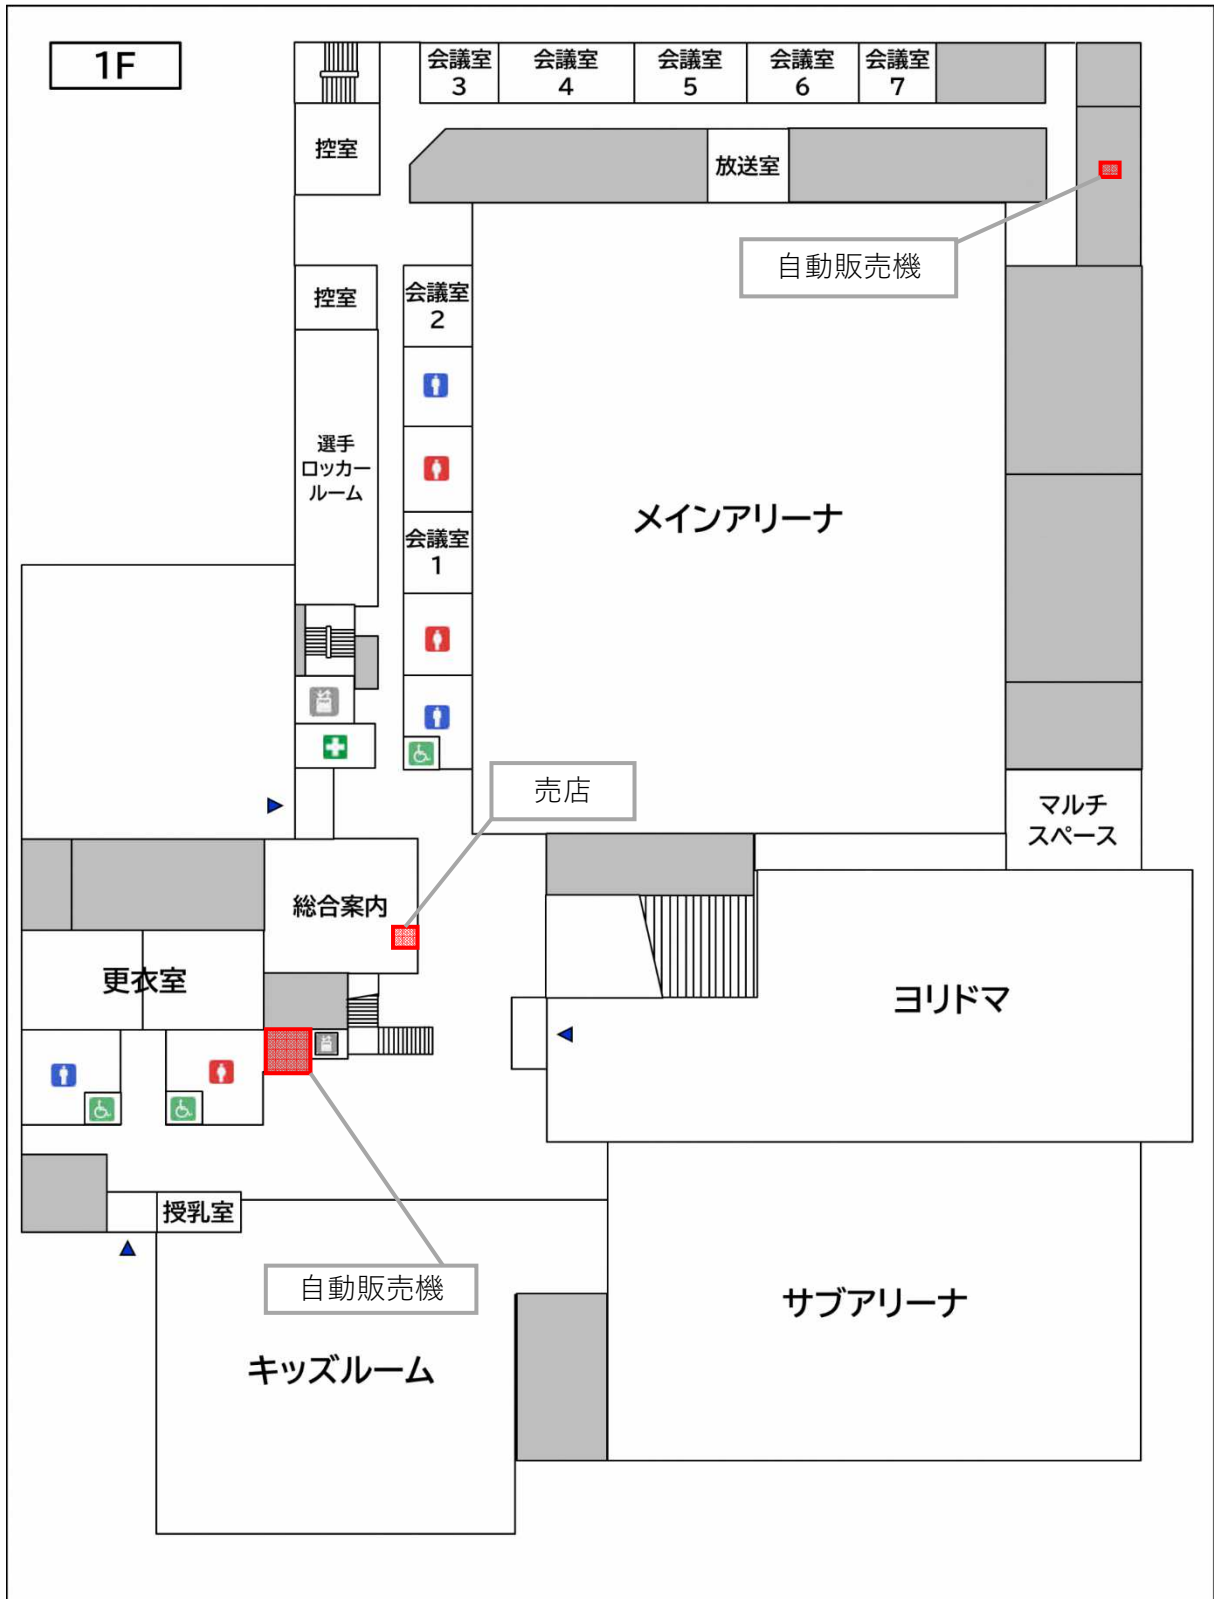 1F
会議室
3
会議室
4
会議室
5
会議室
6
会議室
7
控室
放送室
自動販売機
控室
会議室
2
選手
ロッカー
ルーム
メインアリーナ
会議室
1
売店
マルチ
スペース
総合案内
更衣室
ヨリドマ
授乳室
自動販売機
サブアリーナ
キッズルーム